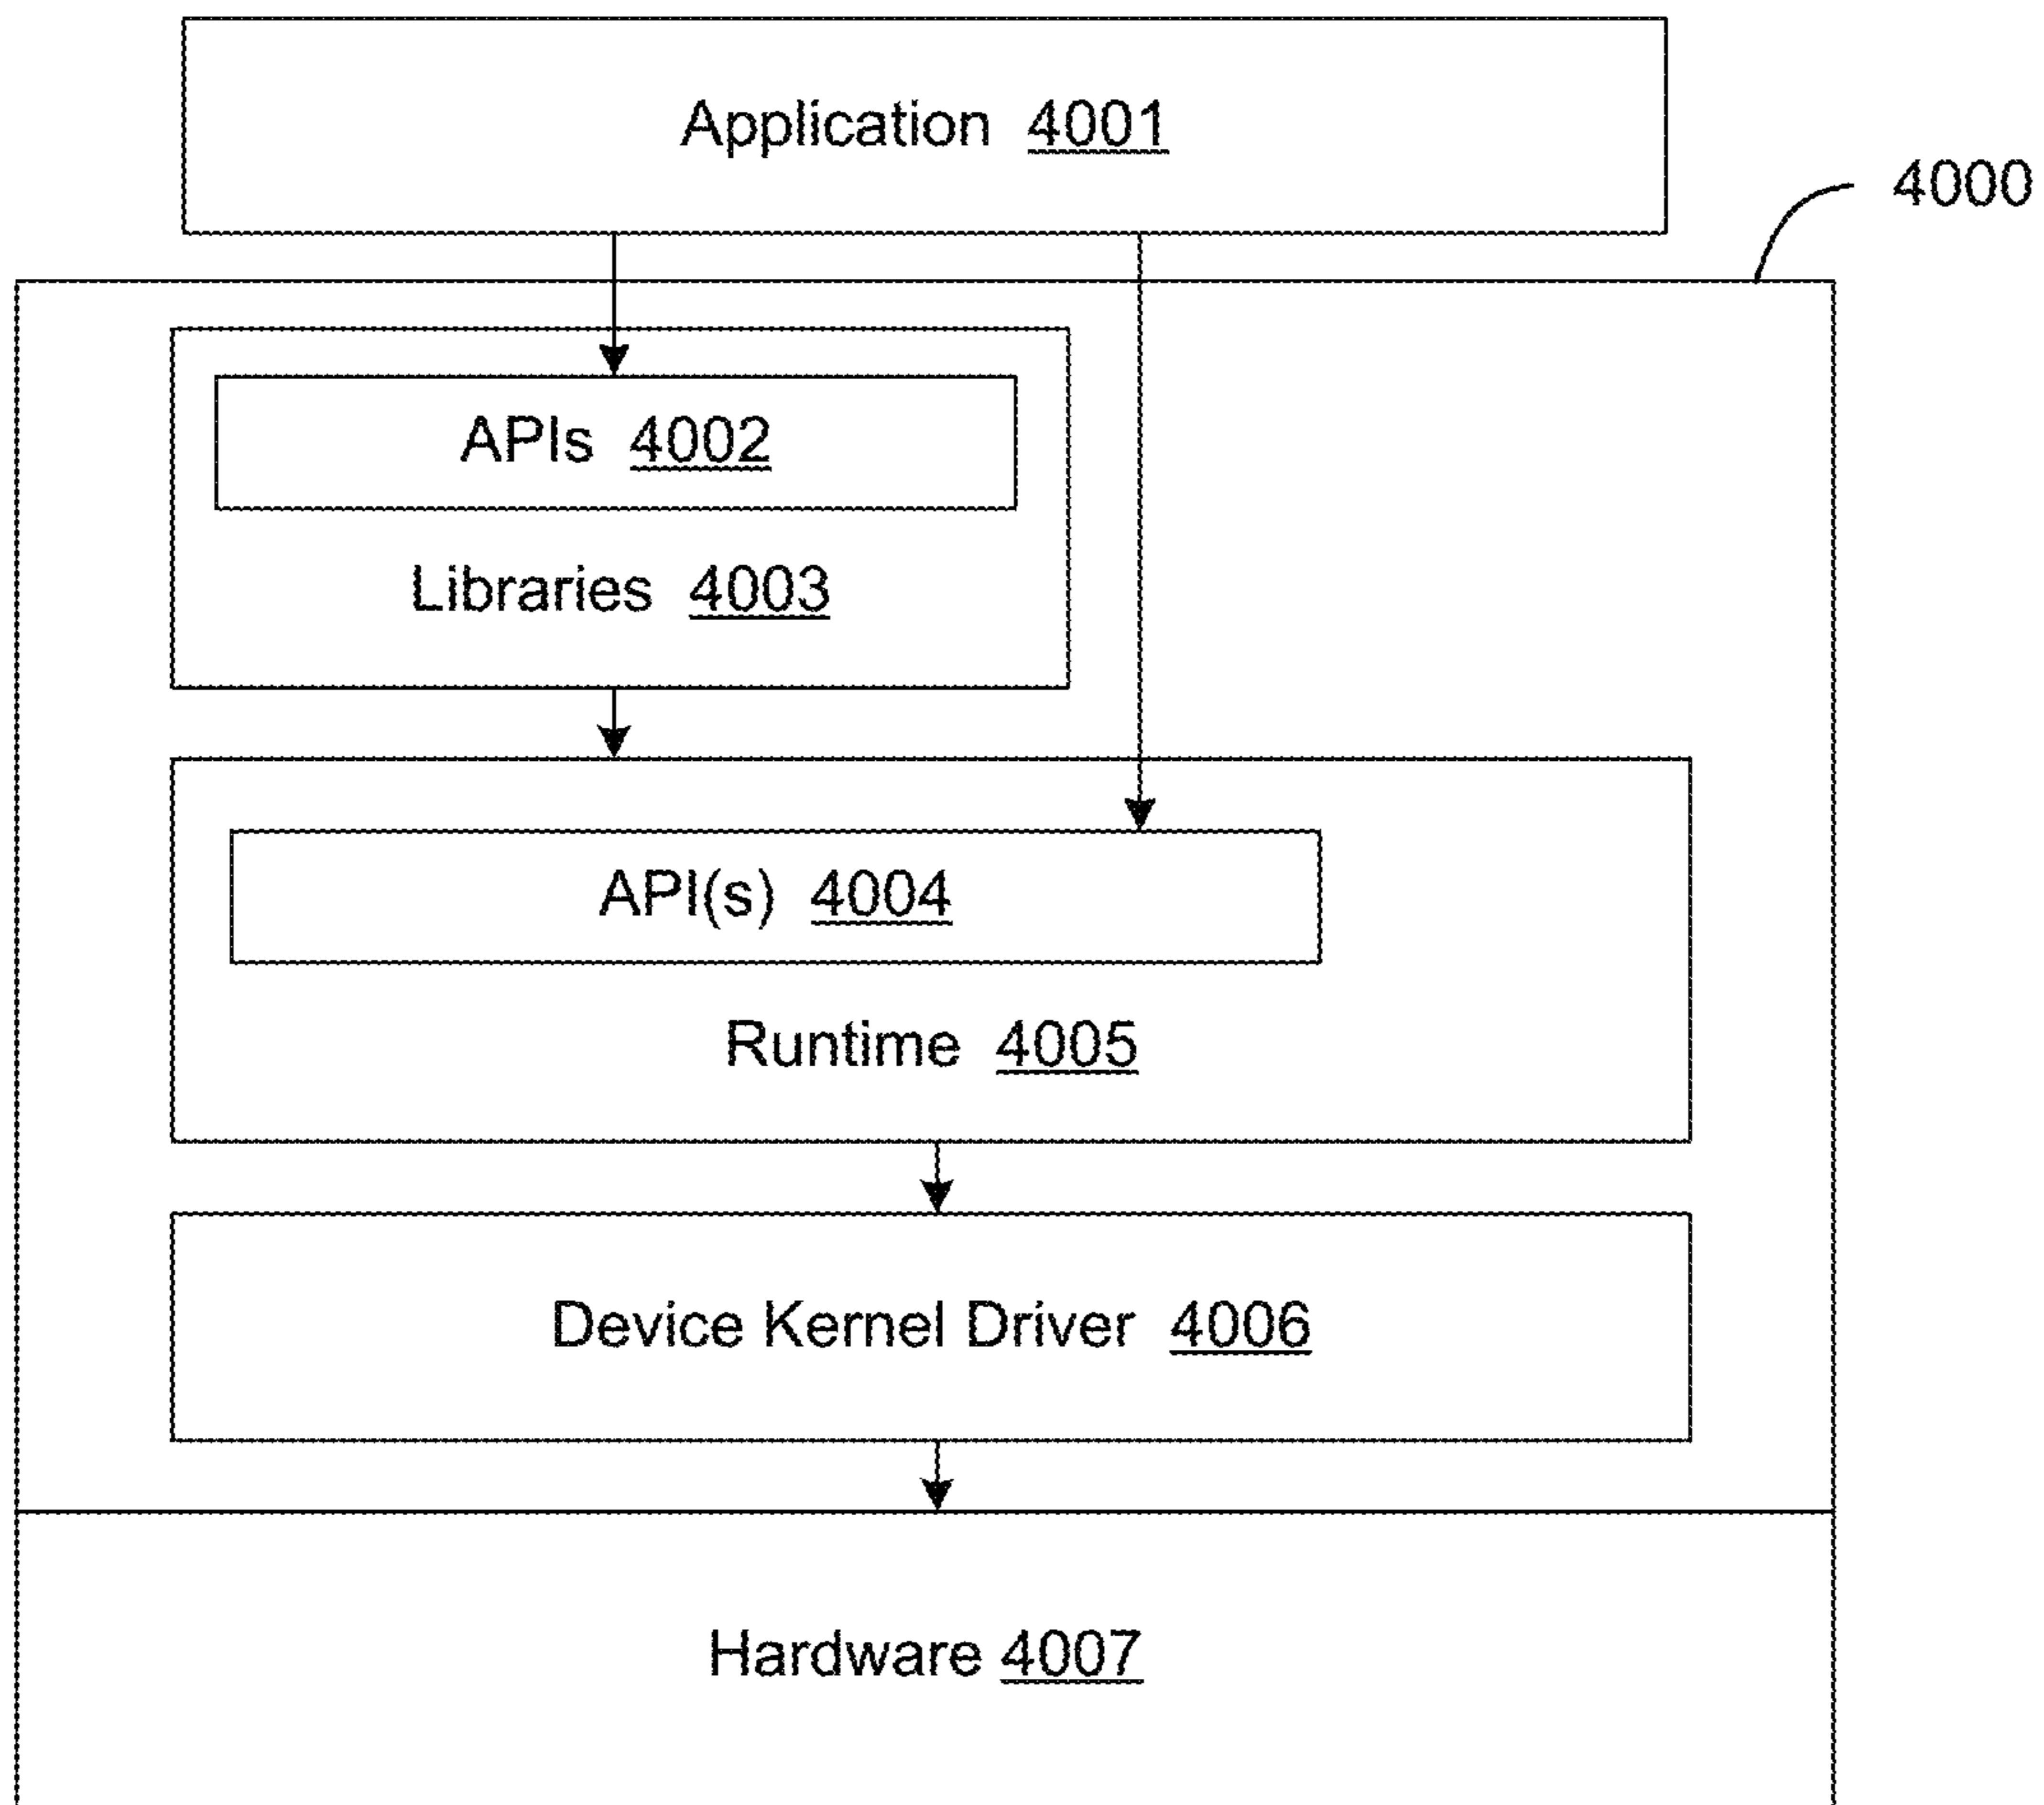 Application 4001
4000
APIs 4002
Libraries 4003
API(s) 4004
Runtime 4005
Device Kernel Driver 4006
Hardware 4007